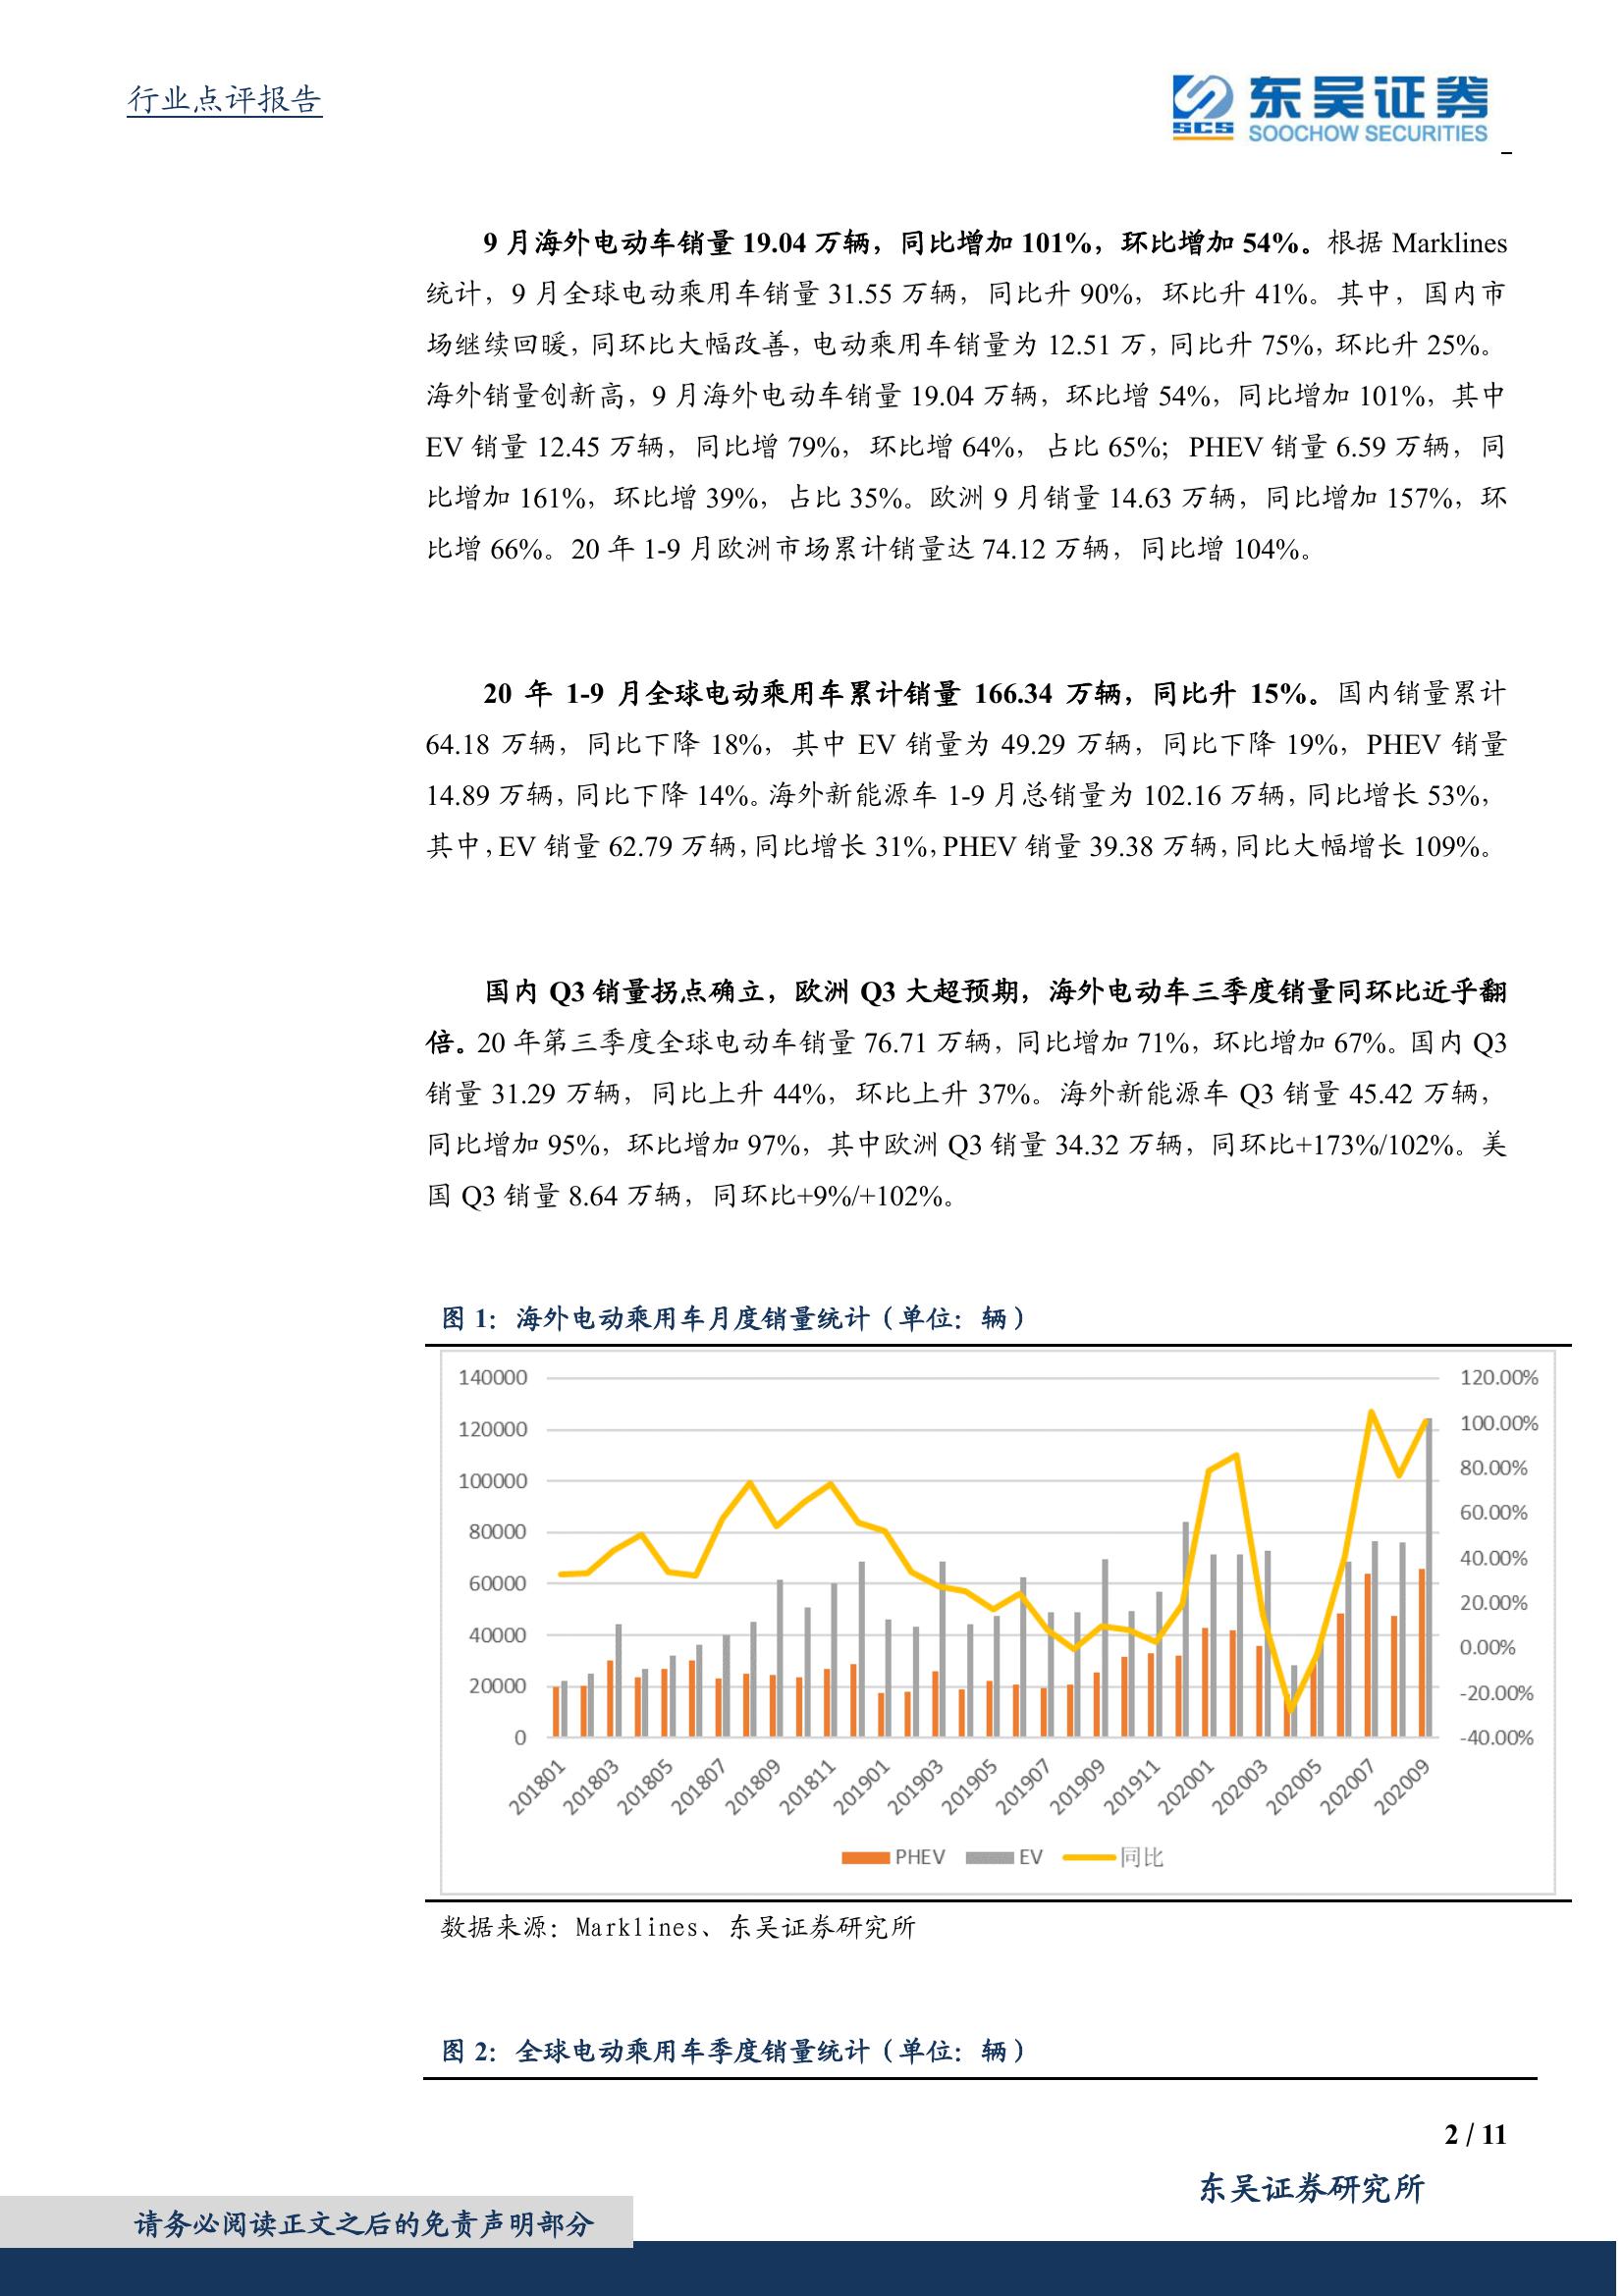 行业点评报告
东吴证券
SCS
SOOCHOW SECURITIES
9 月海外电动车销量 19.04 万辆，同比增加 101%，环比增加 54%。根据 Marklines
统计，9 月全球电动乘用车销量 31.55 万辆，同比升 90%，环比升 41%。其中，国内市
场继续回暖，同环比大幅改善，电动乘用车销量为 12.51 万，同比升 75%，环比升 25%。
海外销量创新高，9 月海外电动车销量 19.04 万辆，环比增 54%，同比增加 101%，其中
EV 销量 12.45 万辆，同比增 79%，环比增 64%，占比 65%；PHEV 销量 6.59 万辆，同
比增加 161%，环比增 39%，占比 35%。欧洲 9 月销量 14.63 万辆，同比增加 157%，环
比增 66%。20 年 1-9 月欧洲市场累计销量达 74.12 万辆，同比增 104%。
20 年 1-9 月全球电动乘用车累计销量 166.34 万辆，同比升 15%。国内销量累计
64.18 万辆，同比下降 18%，其中 EV 销量为 49.29 万辆，同比下降 19%，PHEV 销量
14.89 万辆，同比下降 14%。海外新能源车 1-9 月总销量为 102.16 万辆，同比增长 53%，
其中，EV 销量 62.79 万辆，同比增长 31%，PHEV 销量 39.38 万辆，同比大幅增长 109%。
国内 Q3 销量拐点确立，欧洲 Q3 大超预期，海外电动车三季度销量同环比近乎翻
倍。20 年第三季度全球电动车销量 76.71 万辆，同比增加 71%，环比增加 67%。国内 Q3
销量 31.29 万辆，同比上升 44%，环比上升 37%。海外新能源车 Q3 销量 45.42 万辆，
同比增加 95%，环比增加 97%，其中欧洲 Q3 销量 34.32 万辆，同环比+173%/102%。美
国 Q3 销量 8.64 万辆，同环比+9%/+102%。
图 1：海外电动乘用车月度销量统计（单位：辆）
140000
120000
100000
80000
60000
40000
20000
0
120.00%
100.00%
80.00%
60.00%
40.00%
20.00%
0.00%
-20.00%
-40.00%
201801 201803 201805 201807 201809 201811 201901 201903 201905 201907 201909 201911 202001 202003 202005 202007 202009
PHEV EV 同比
数据来源：Marklines、东吴证券研究所
图 2：全球电动乘用车季度销量统计（单位：辆）
2 / 11
东吴证券研究所
请务必阅读正文之后的免责声明部分